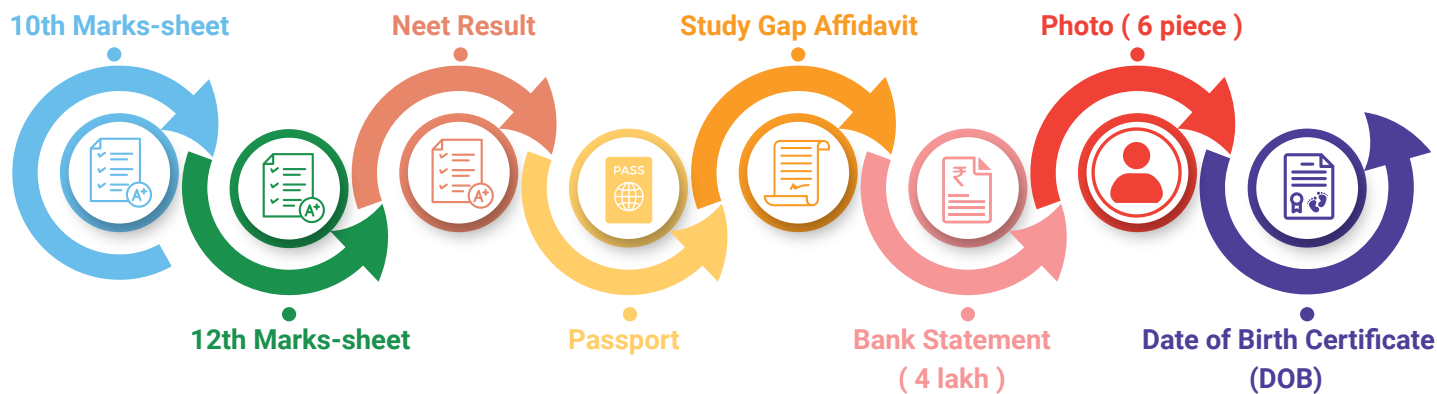 10th Marks-sheet
Neet Result
Study Gap Affidavit
Photo ( 6 piece )
A+
A+
A+
PASS
₹
12th Marks-sheet
Passport
Bank Statement
( 4 lakh )
Date of Birth Certificate
(DOB)